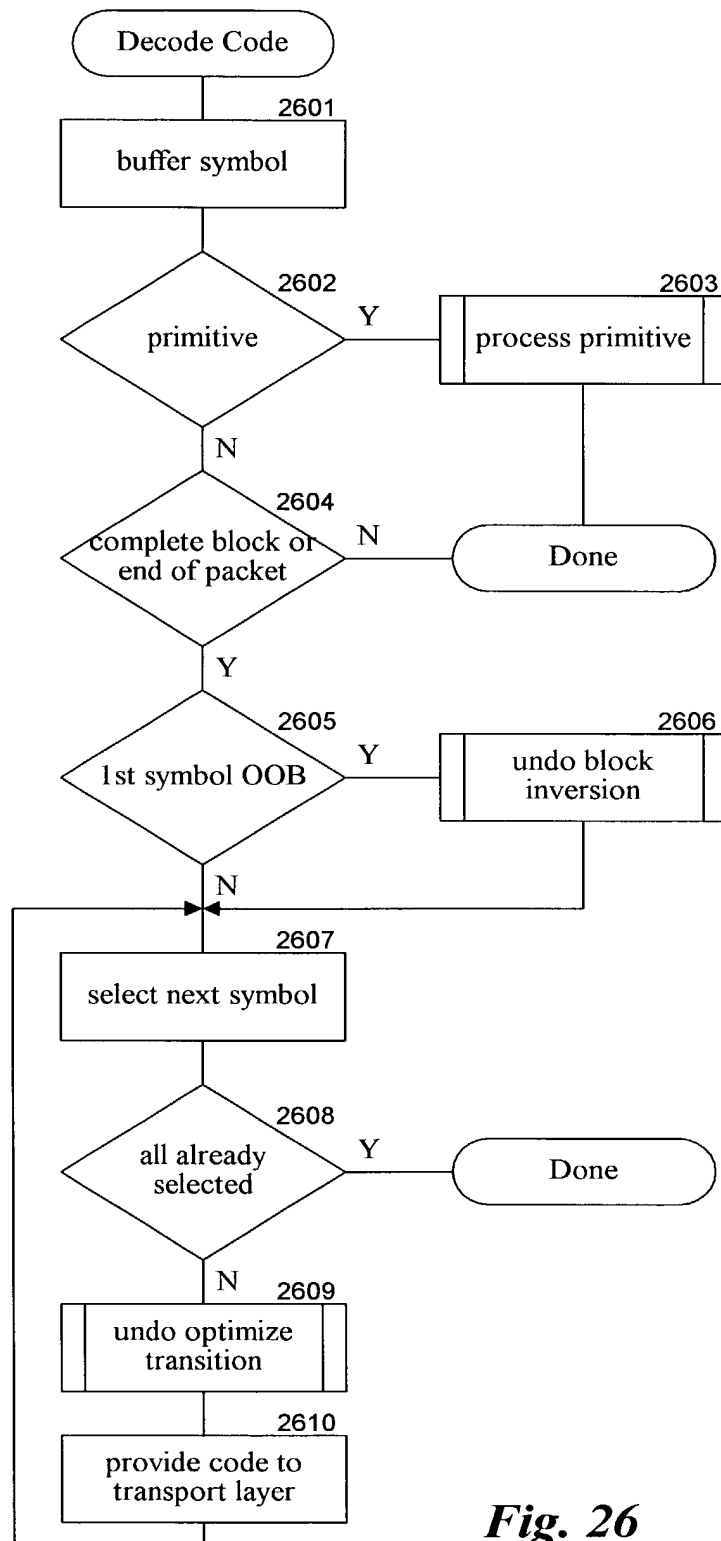 Decode Code
2601
buffer symbol
2602
primitive
Y
2603
process primitive
N
2604
complete block or
end of packet
N
Done
Y
2605
1st symbol OOB
Y
2606
undo block
inversion
N
2607
select next symbol
2608
all already
selected
Y
Done
N
2609
undo optimize
transition
2610
provide code to
transport layer
Fig. 26